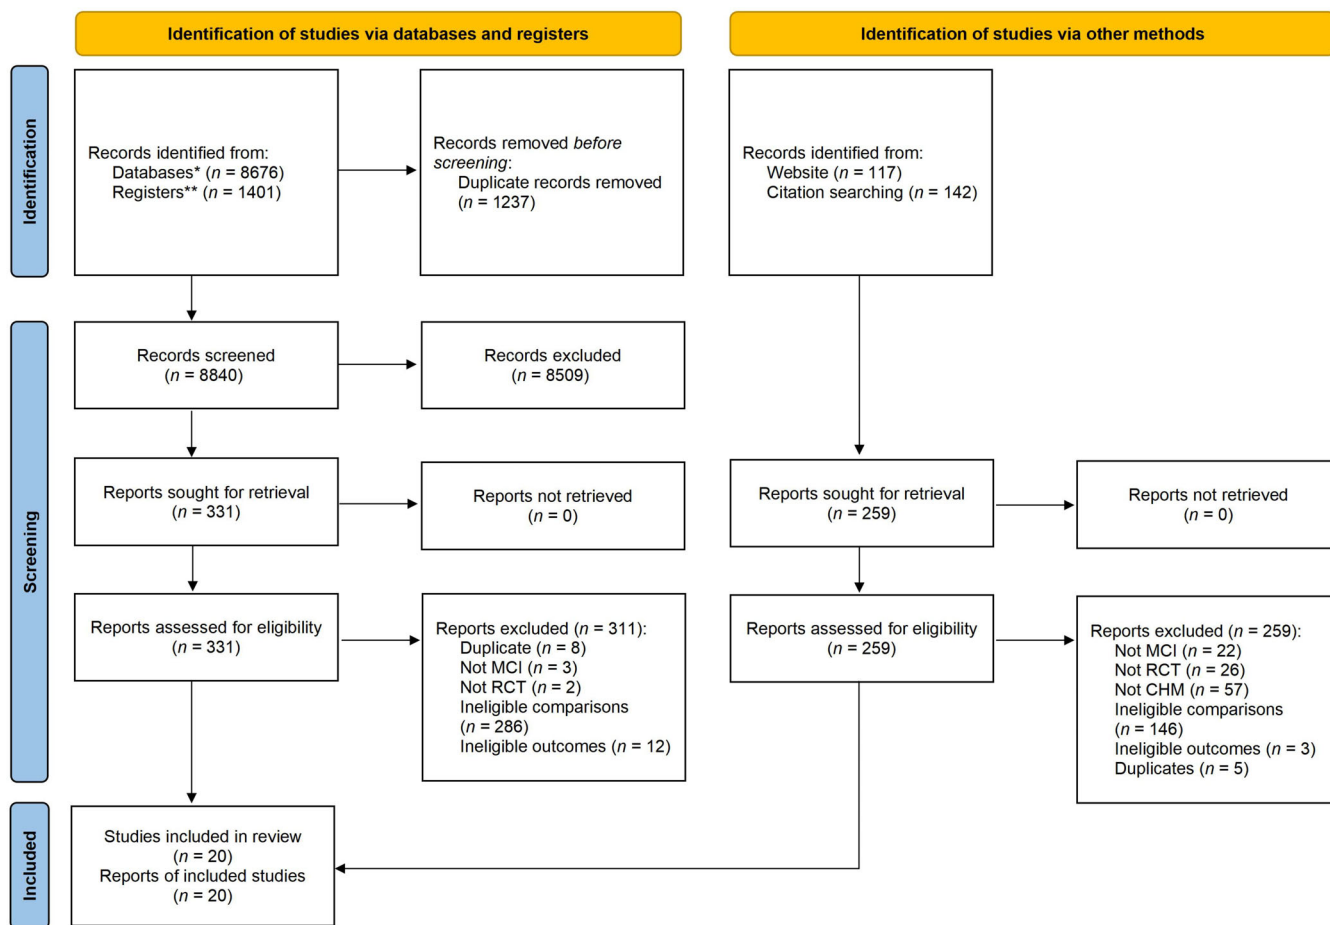 Identification of studies via databases and registers
Identification of studies via other methods
Identification
Records identified from:
Databases* (n = 8676)
Registers** (n = 1401)
Records removed before
screening:
Duplicate records removed
(n = 1237)
Records identified from:
Website (n = 117)
Citation searching (n = 142)
Screening
Records screened
(n = 8840)
Records excluded
(n = 8509)
Reports sought for retrieval
(n = 331)
Reports not retrieved
(n = 0)
Reports sought for retrieval
(n = 259)
Reports not retrieved
(n = 0)
Reports assessed for eligibility
(n = 331)
Reports excluded (n = 311):
Duplicate (n = 8)
Not MCI (n = 3)
Not RCT (n = 2)
Ineligible comparisons
(n = 286)
Ineligible outcomes (n = 12)
Reports assessed for eligibility
(n = 259)
Reports excluded (n = 259):
Not MCI (n = 22)
Not RCT (n = 26)
Not CHM (n = 57)
Ineligible comparisons
(n = 146)
Ineligible outcomes (n = 3)
Duplicates (n = 5)
Included
Studies included in review
(n = 20)
Reports of included studies
(n = 20)